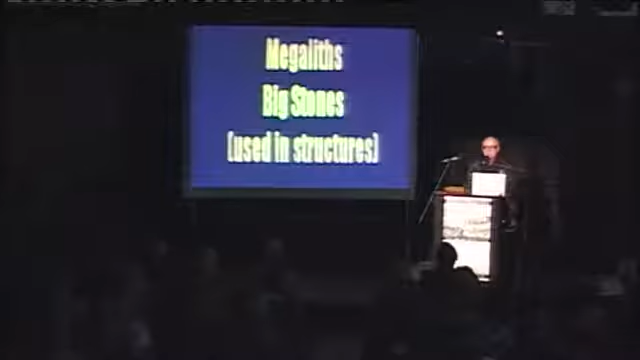 Megaliths
Big Stones
(used in structures)